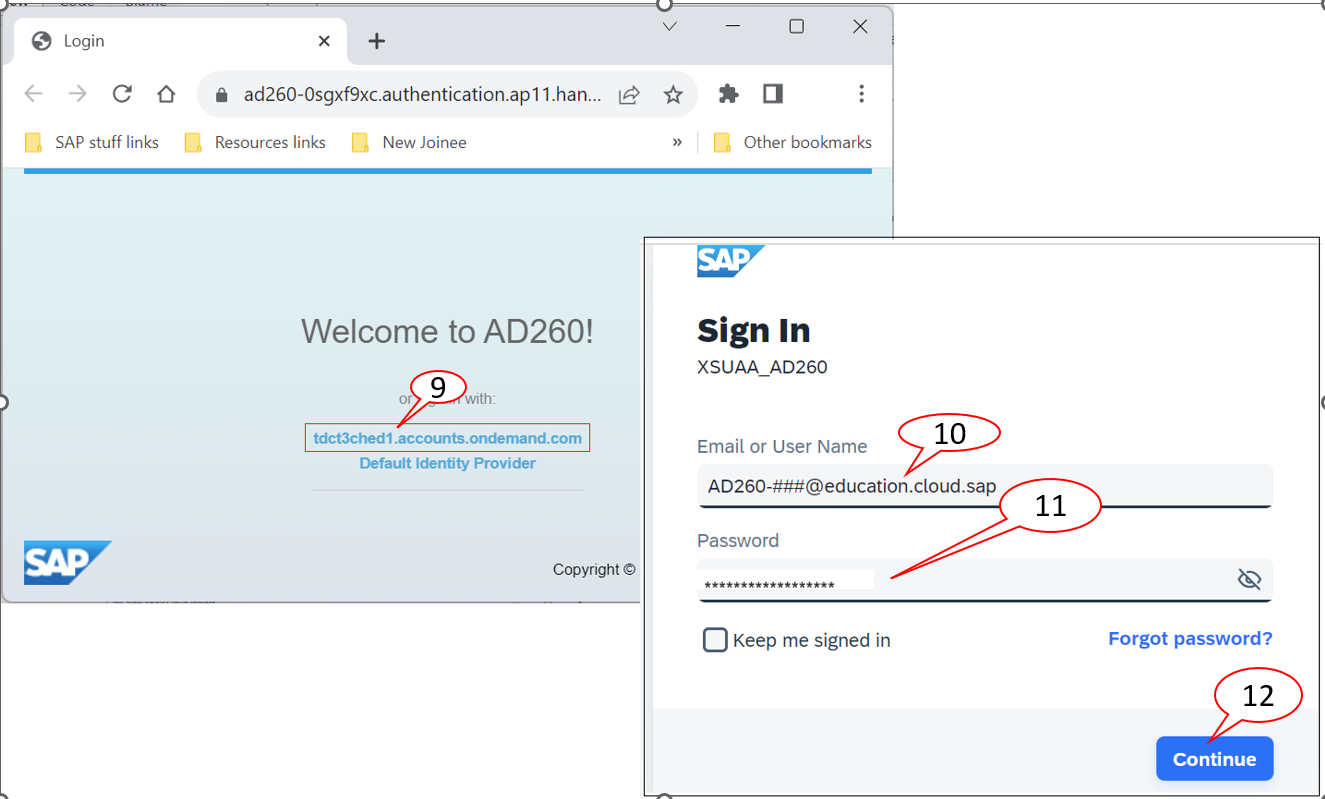 Login
ad260-0sgxf9xc.authentication.ap11.han...
SAP stuff links
Resources links
New Joinee
»
Other bookmarks
Welcome to AD260!
9
with:
tdct3ched1.accounts.ondemand.com
Default Identity Provider
SAP
Copyright ©
SAP
Sign In
XSUAA_AD260
10
Email or User Name
AD260-###@education.cloud.sap
11
Password
******************
Keep me signed in
Forgot password?
12
Continue